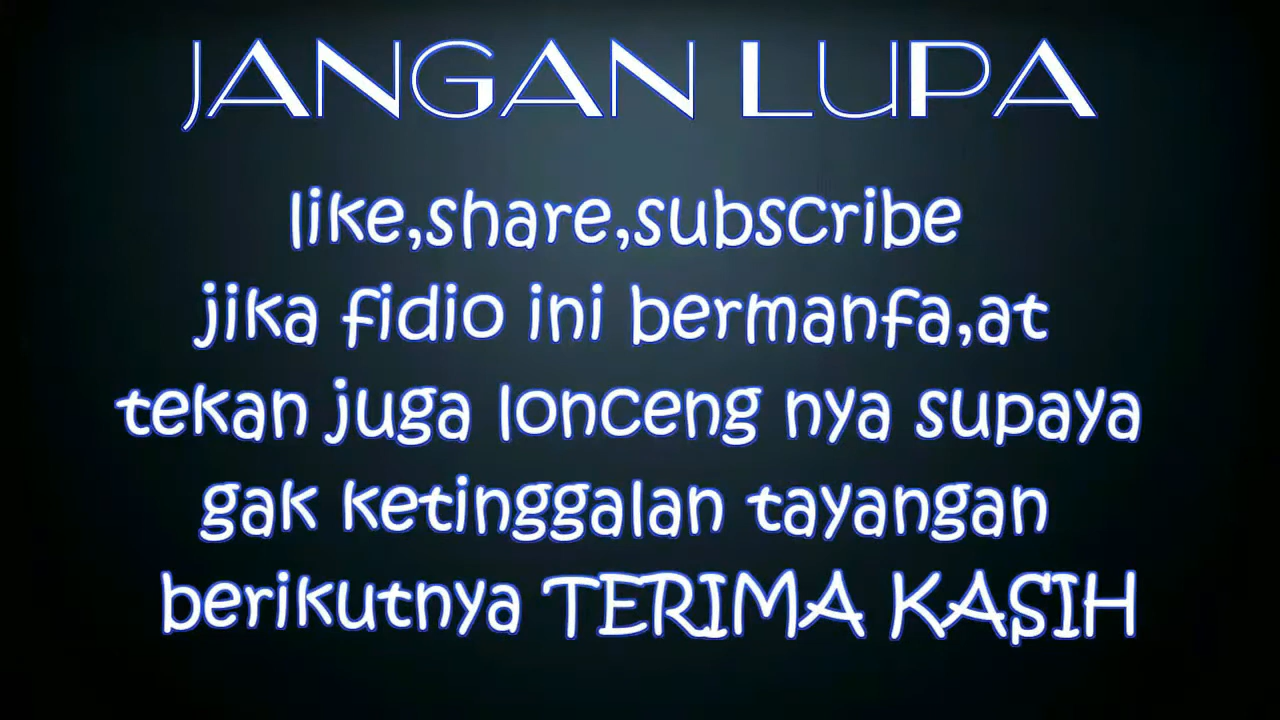 JANGAN LUPA
like,share,subscribe
jika fidio ini bermanfa,at
tekan juga lonceng nya supaya
gak ketinggalan tayangan
berikutnya TERIMA KASIH